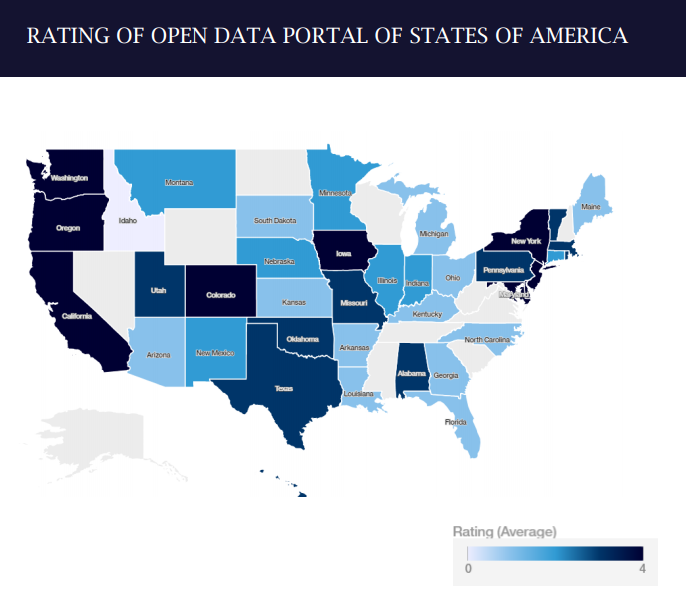 RATING OF OPEN DATA PORTAL OF STATES OF AMERICA
Washington
Montana
Minnesota
Maine
Idaho
Oregon
South Dakota
Michigan
New York
Iowa
Nebraska
Pennsylvania
Ohio
Illinois
Indiana
Utah
Colorado
Maryland
Kansas
Missouri
California
Kentucky
Oklahoma
North Carolina
Arizona
New Mexico
Arkansas
Alabama
Georgia
Texas
Louisiana
Florida
Rating (Average)
0 4